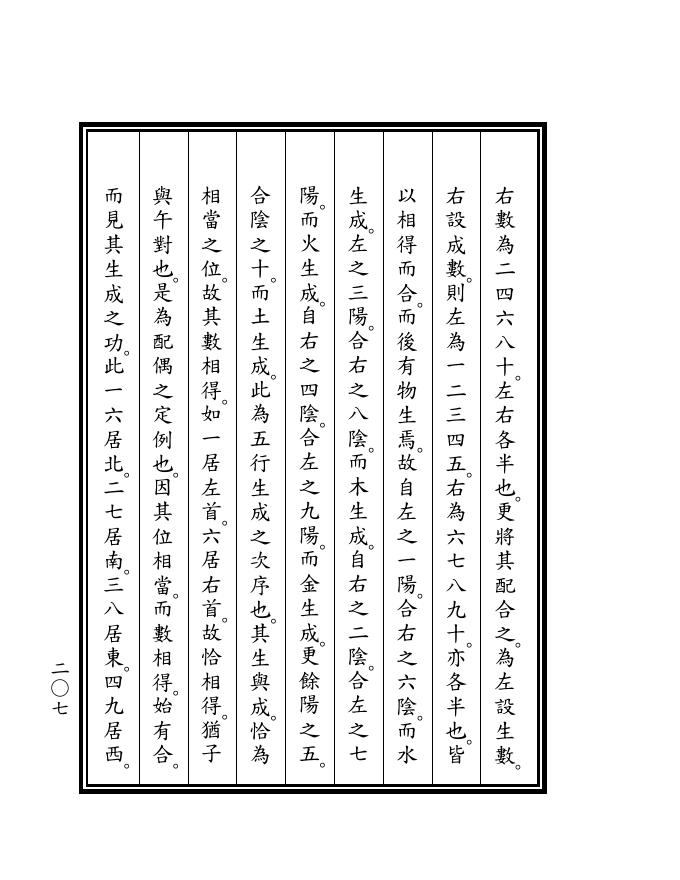 右數為二四六八十。左右各半也。更將其配合之。為左設生數。
右設成數。則左為一二三四五。右為六七八九十。亦各半也。皆
以相得而合。而後有物生焉。故自左之一陽。合右之六陰。而水
生成。左之三陽。合右之八陰。而木生成。自右之二陰。合左之七
陽。而火生成。自右之四陰。合左之九陽。而金生成。更餘陽之五。
合陰之十。而土生成。此為五行生成之次序也。其生與成。恰為
相當之位。故其數相得。如一居左首。六居右首。故恰相得。猶子
與午對也。是為配偶之定例也。因其位相當。而數相得。始有合。
而見其生成之功。此一六居北。二七居南。三八居東。四九居西。
二〇七